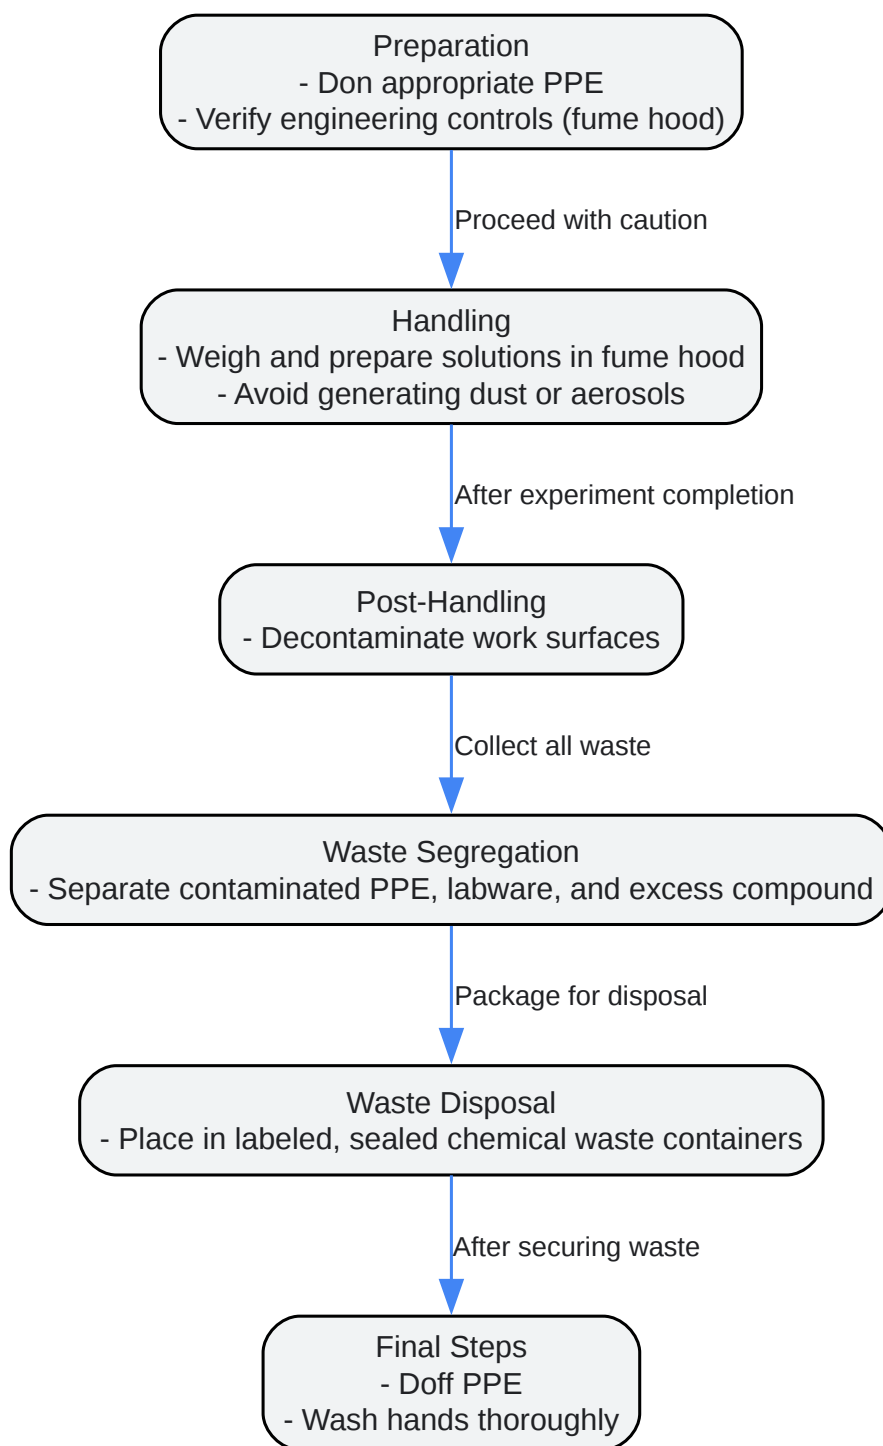 Preparation
- Don appropriate PPE
- Verify engineering controls (fume hood)
Proceed with caution
Handling
- Weigh and prepare solutions in fume hood
- Avoid generating dust or aerosols
After experiment completion
Post-Handling
- Decontaminate work surfaces
Collect all waste
Waste Segregation
- Separate contaminated PPE, labware, and excess compound
Package for disposal
Waste Disposal
- Place in labeled, sealed chemical waste containers
After securing waste
Final Steps
- Doff PPE
- Wash hands thoroughly